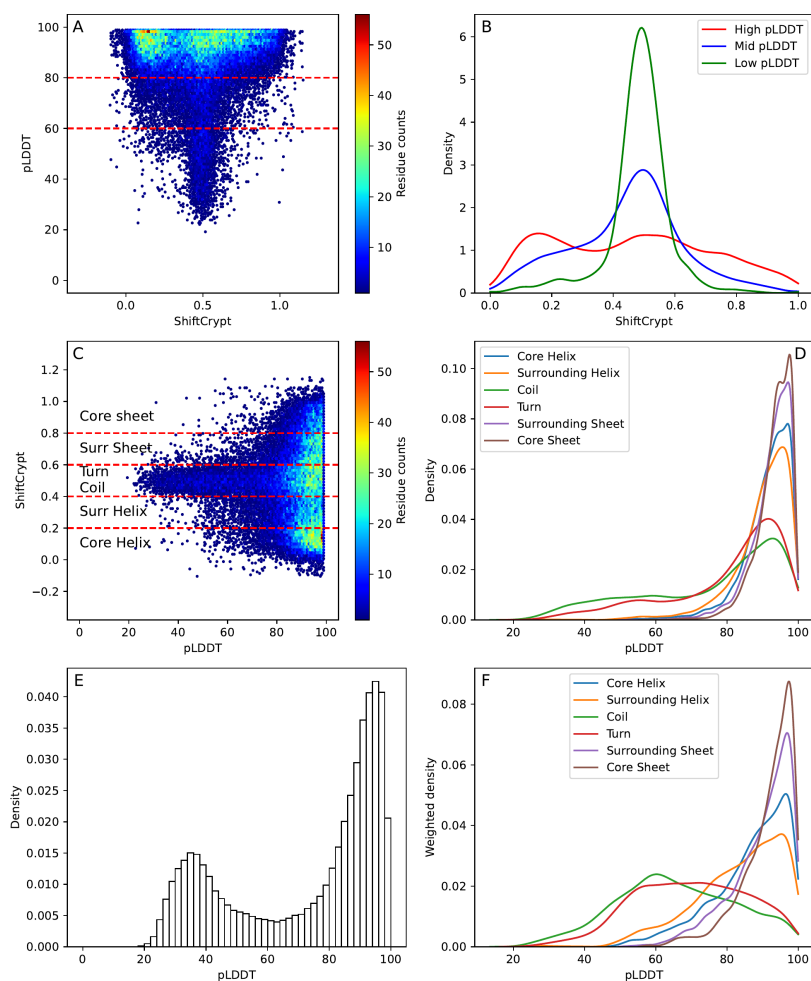 A
pLDDT
100
80
60
40
20
0
0.0 0.5 1.0
ShiftCrypt
50
40
30
20
10
Residue counts
B
High pLDDT
Mid pLDDT
Low pLDDT
Density
6
5
4
3
2
1
0
0.0 0.2 0.4 0.6 0.8 1.0
ShiftCrypt
C
ShiftCrypt
1.2
1.0
0.8
0.6
0.4
0.2
0.0
−0.2
Core sheet
Surr Sheet
Turn
Coil
Surr Helix
Core Helix
0 20 40 60 80 100
pLDDT
50
40
30
20
10
Residue counts
D
Core Helix
Surrounding Helix
Coil
Turn
Surrounding Sheet
Core Sheet
Density
0.10
0.08
0.06
0.04
0.02
0.00
20 40 60 80 100
pLDDT
E
Density
0.040
0.035
0.030
0.025
0.020
0.015
0.010
0.005
0.000
0 20 40 60 80 100
pLDDT
F
Core Helix
Surrounding Helix
Coil
Turn
Surrounding Sheet
Core Sheet
Weighted density
0.08
0.06
0.04
0.02
0.00
20 40 60 80 100
pLDDT